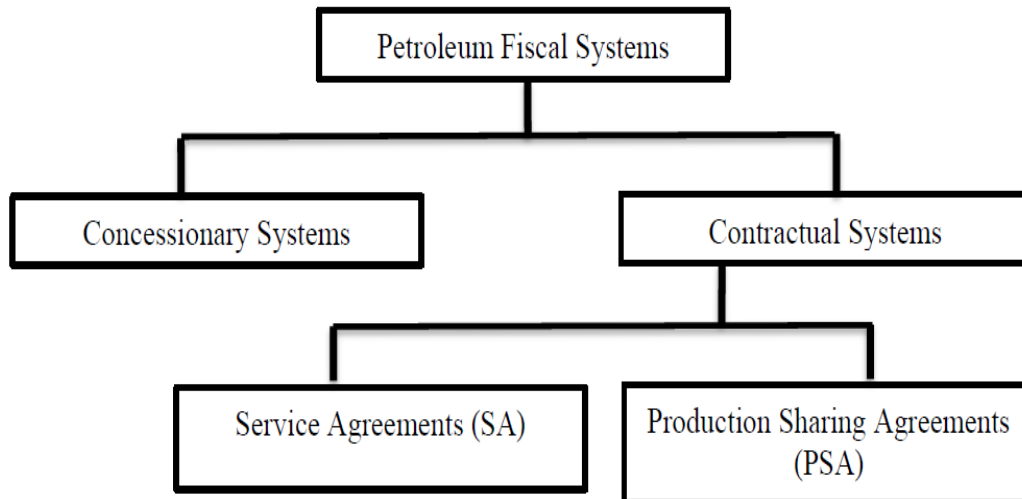 Petroleum Fiscal Systems
Concessionary Systems
Contractual Systems
Service Agreements (SA)
Production Sharing Agreements
(PSA)